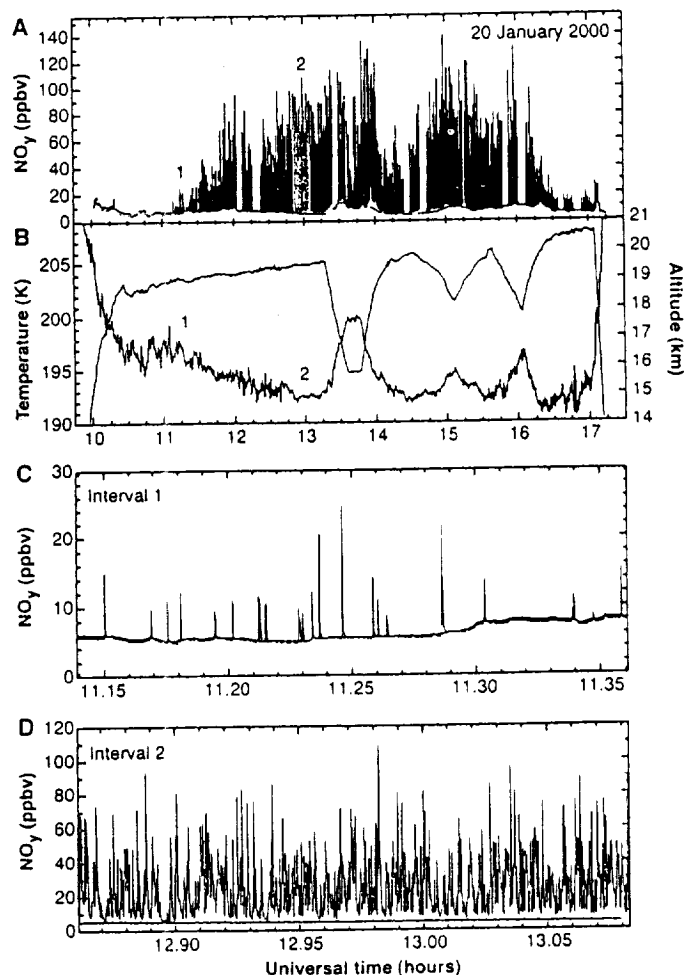 A
20 January 2000
NOy (ppbv)
140
120
100
80
60
40
20
0
1
2
B
Temperature (K)
205
200
195
190
21
20
19
18
17
16
15
14
Altitude (km)
1
2
10 11 12 13 14 15 16 17
C
Interval 1
NOy (ppbv)
30
20
10
0
11.15 11.20 11.25 11.30 11.35
D
Interval 2
NOy (ppbv)
120
100
80
60
40
20
0
12.90 12.95 13.00 13.05
Universal time (hours)